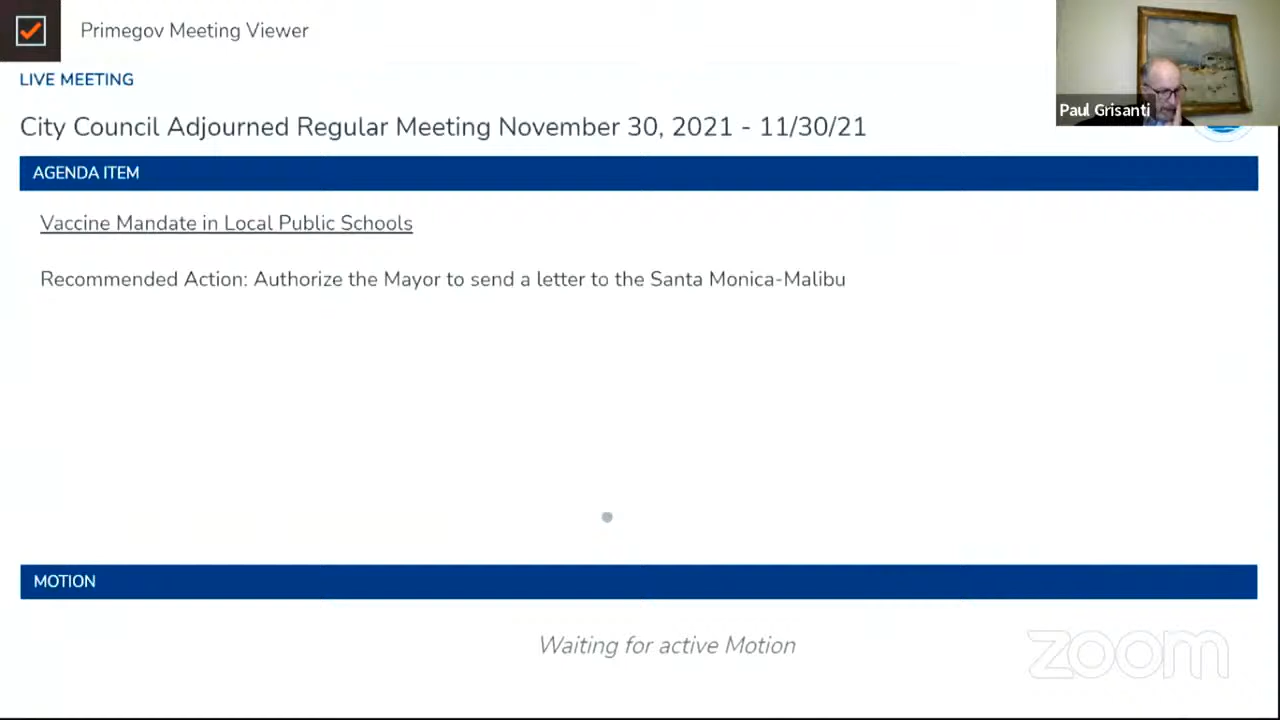 Primegov Meeting Viewer
Paul Grisanti
LIVE MEETING
City Council Adjourned Regular Meeting November 30, 2021 - 11/30/21
AGENDA ITEM
Vaccine Mandate in Local Public Schools
Recommended Action: Authorize the Mayor to send a letter to the Santa Monica-Malibu
MOTION
Waiting for active Motion
zoom